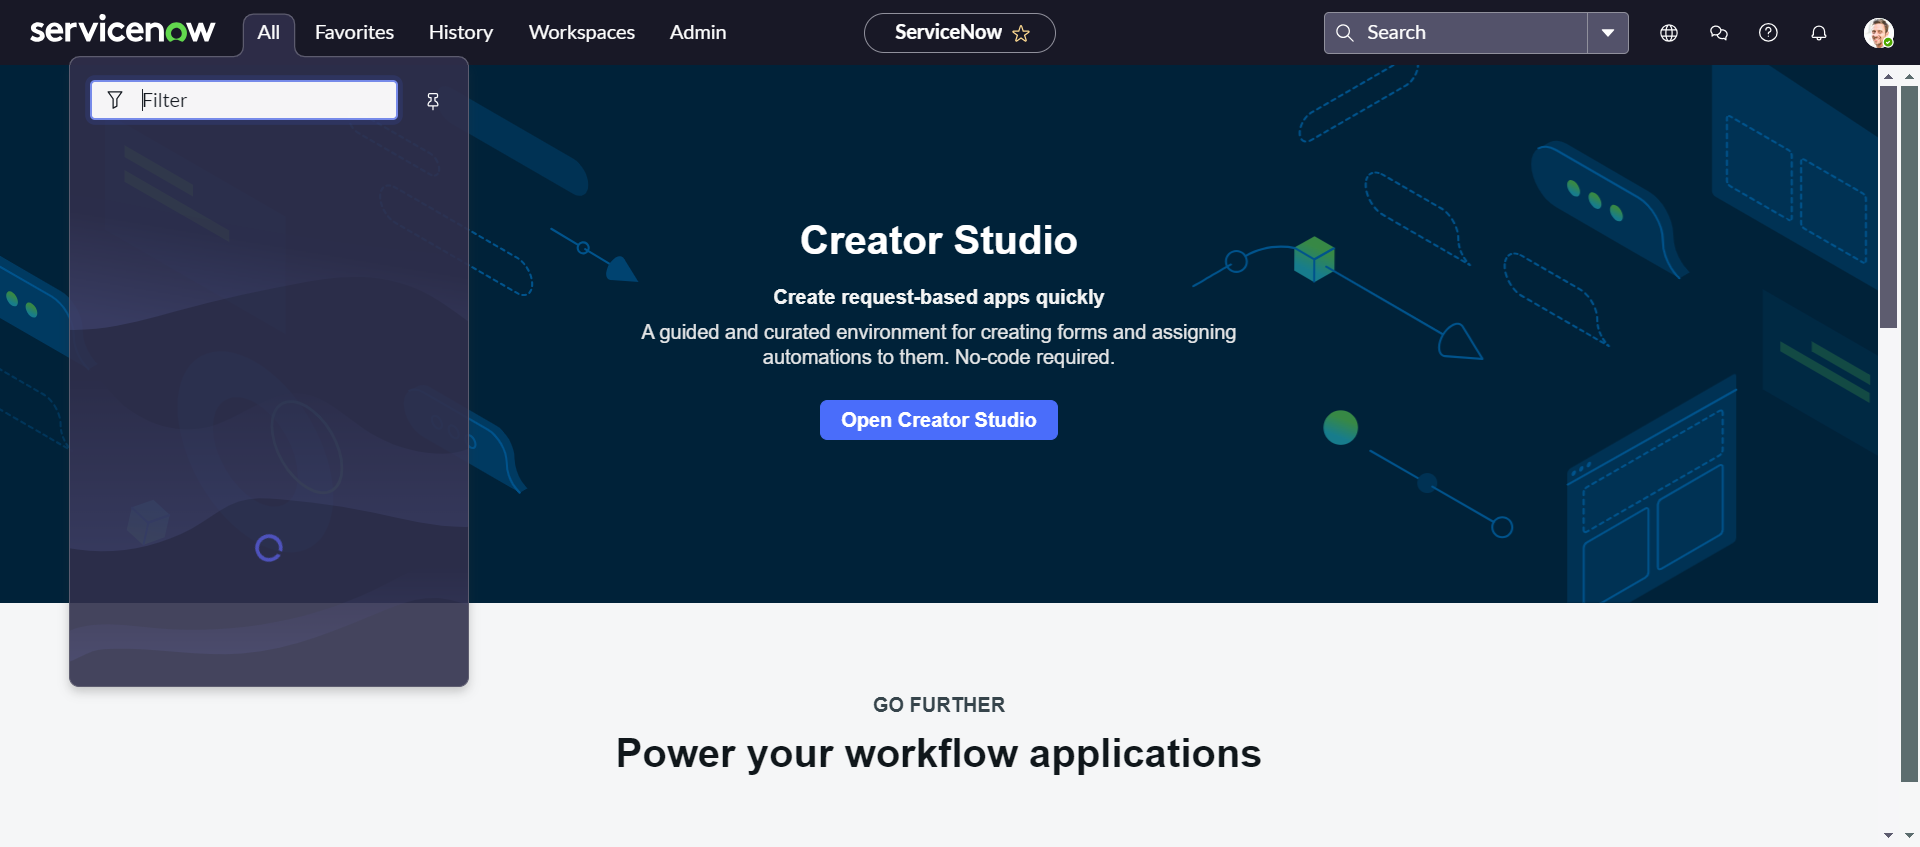 servicenow
All
Favorites
History
Workspaces
Admin
ServiceNow
Search
Filter
Creator Studio
Create request-based apps quickly
A guided and curated environment for creating forms and assigning
automations to them. No-code required.
Open Creator Studio
GO FURTHER
Power your workflow applications